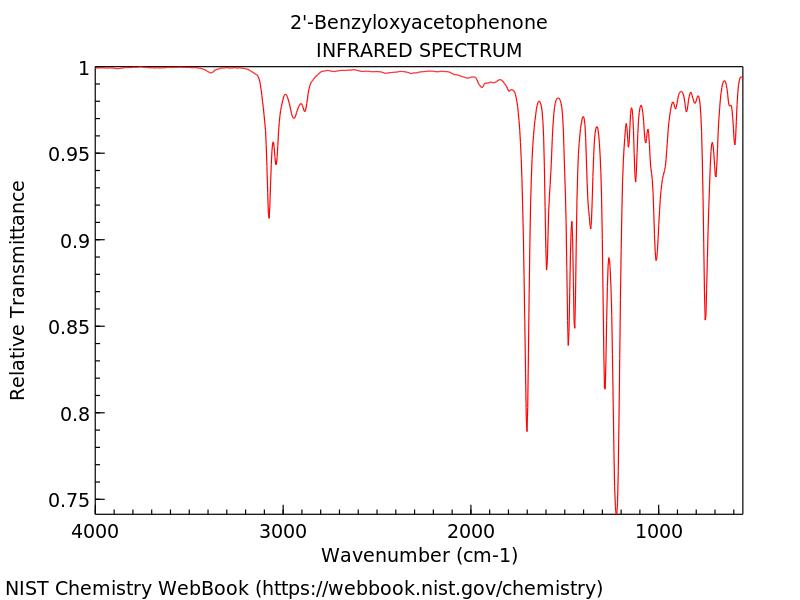 2'-Benzyloxyacetophenone
INFRARED SPECTRUM
1
0.95
0.9
0.85
0.8
0.75
Relative Transmittance
4000 3000 2000 1000
Wavenumber (cm-1)
NIST Chemistry WebBook (https://webbook.nist.gov/chemistry)